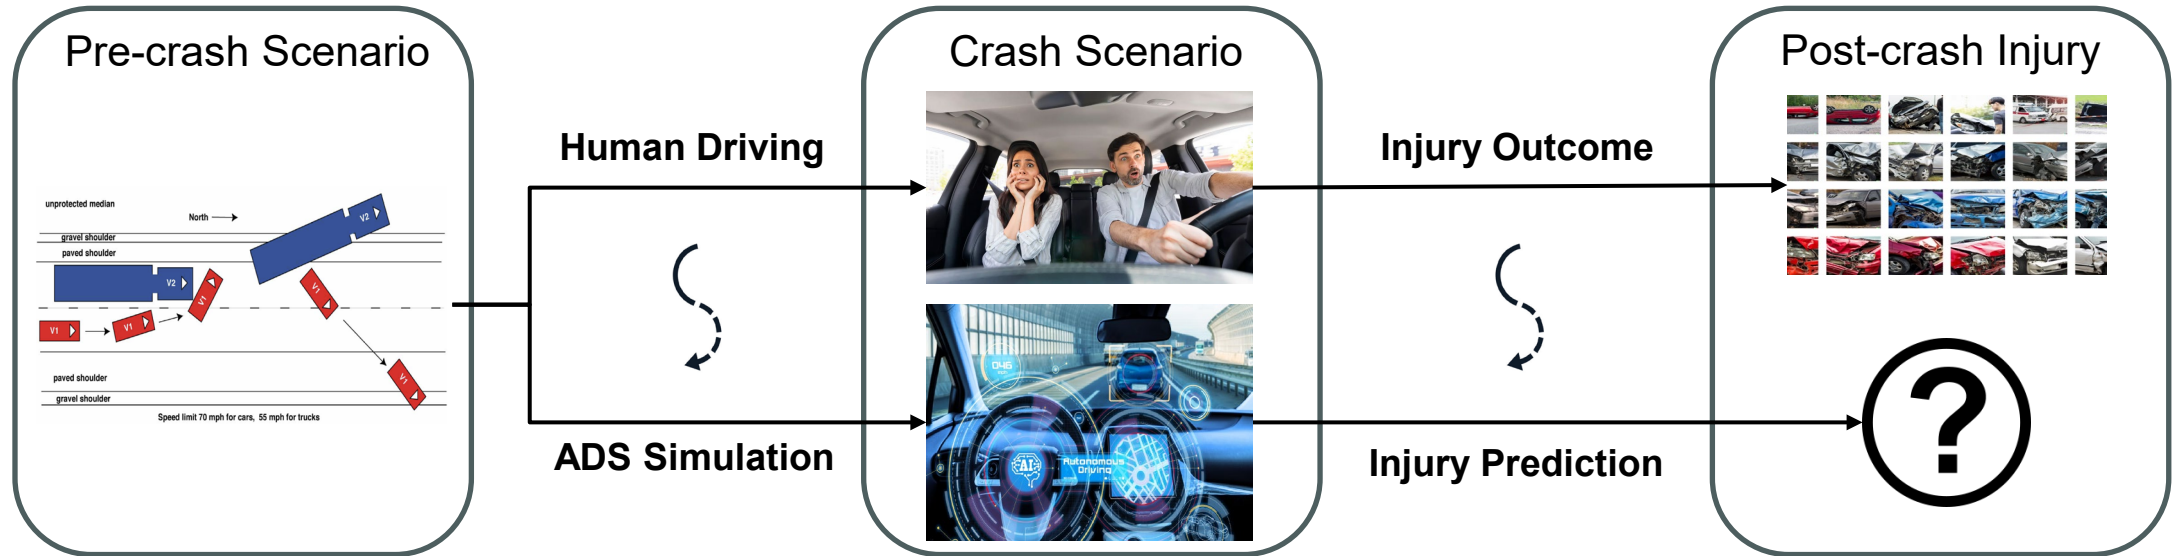 Pre-crash Scenario
unprotected median
North
V2
gravel shoulder
paved shoulder
V2
V1
V1
V1
V1
V1
paved shoulder
gravel shoulder
Speed limit 70 mph for cars, 55 mph for trucks
Human Driving
ADS Simulation
Crash Scenario
046
AI
Autonomous
Driving
Injury Outcome
Injury Prediction
Post-crash Injury
?